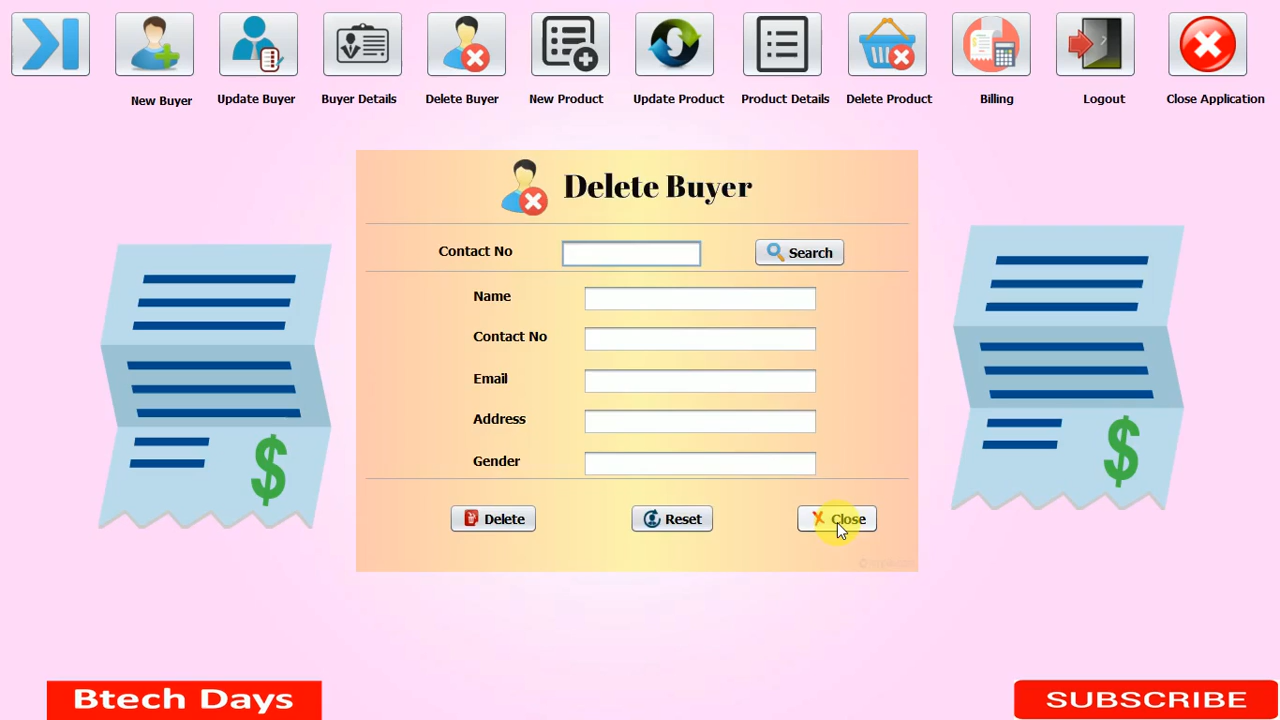 New Buyer
Update Buyer
Buyer Details
Delete Buyer
New Product
Update Product
Product Details
Delete Product
Billing
Logout
Close Application
Delete Buyer
Contact No
Search
Name
Contact No
Email
Address
Gender
Delete
Reset
Close
Btech Days
SUBSCRIBE